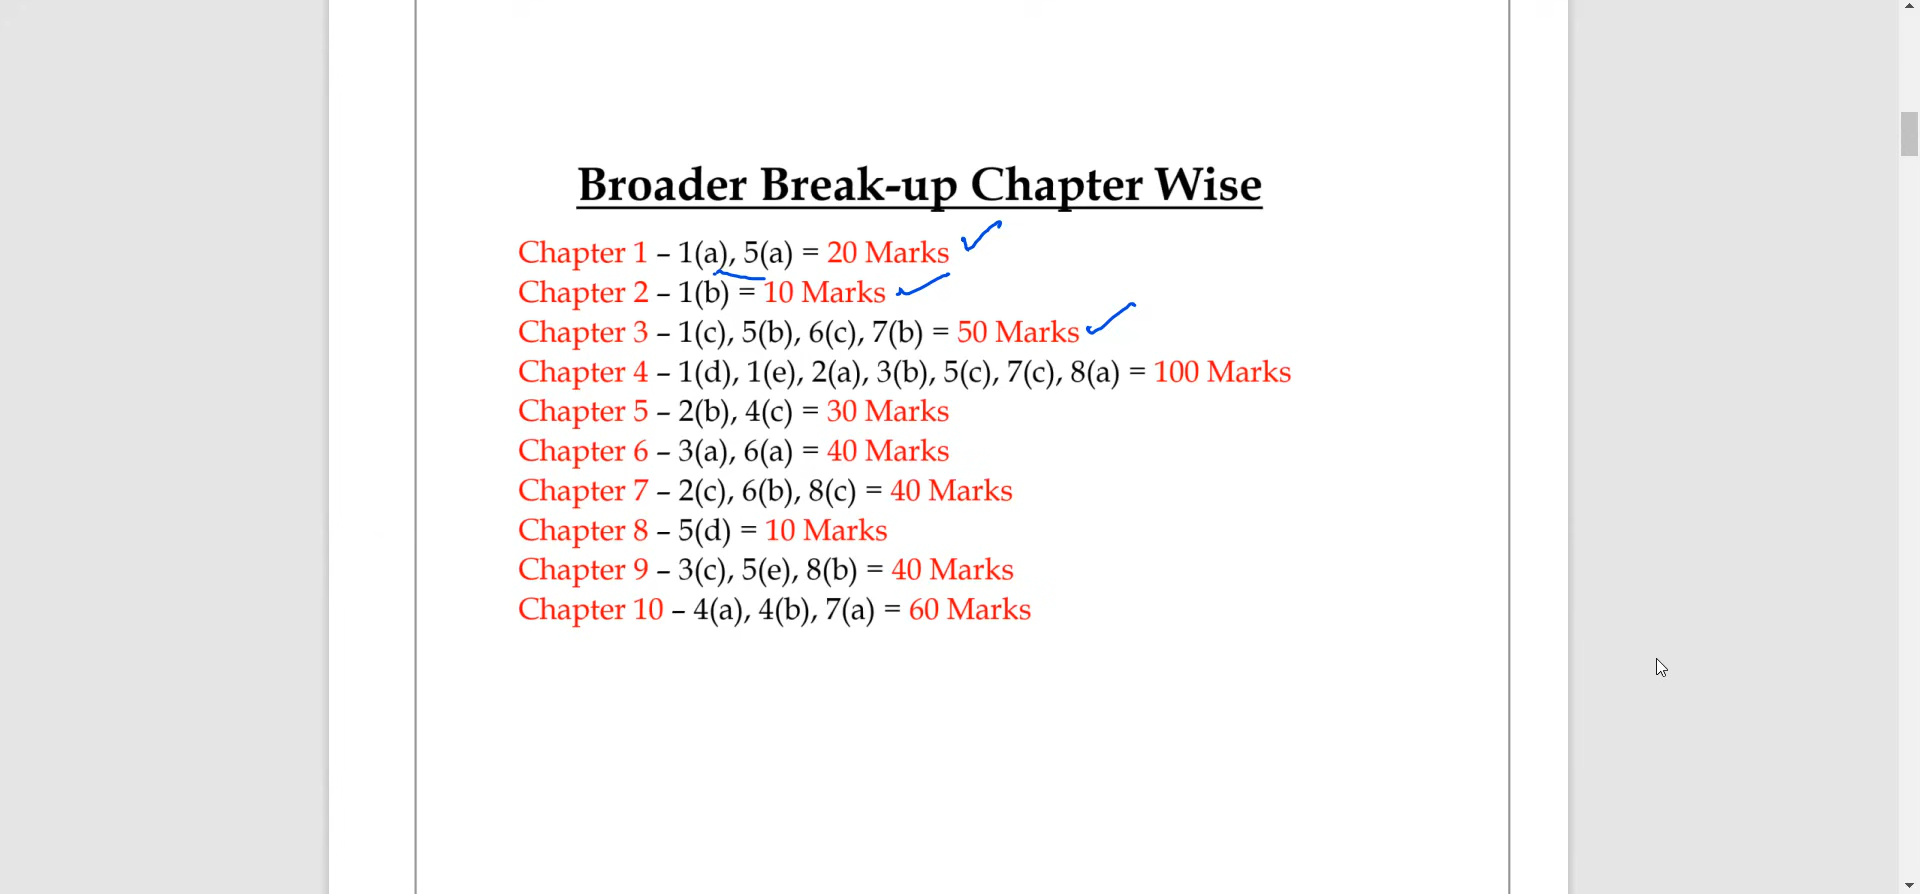 Broader Break-up Chapter Wise
Chapter 1 – 1(a), 5(a) = 20 Marks
Chapter 2 – 1(b) = 10 Marks
Chapter 3 – 1(c), 5(b), 6(c), 7(b) = 50 Marks
Chapter 4 – 1(d), 1(e), 2(a), 3(b), 5(c), 7(c), 8(a) = 100 Marks
Chapter 5 – 2(b), 4(c) = 30 Marks
Chapter 6 – 3(a), 6(a) = 40 Marks
Chapter 7 – 2(c), 6(b), 8(c) = 40 Marks
Chapter 8 – 5(d) = 10 Marks
Chapter 9 – 3(c), 5(e), 8(b) = 40 Marks
Chapter 10 – 4(a), 4(b), 7(a) = 60 Marks